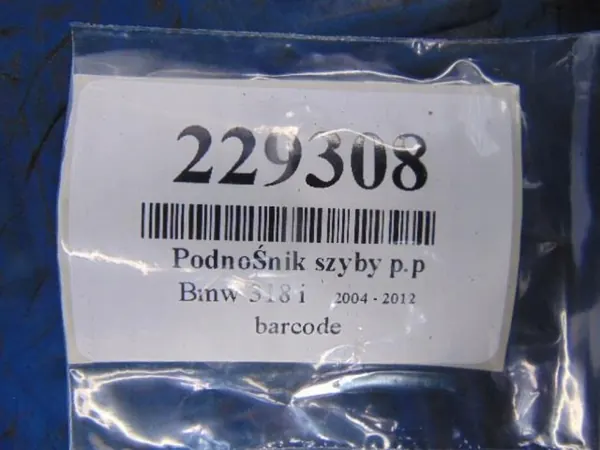 229308
PodnoŚnik szyby p.p
Bmw 318 i 2004 - 2012
barcode